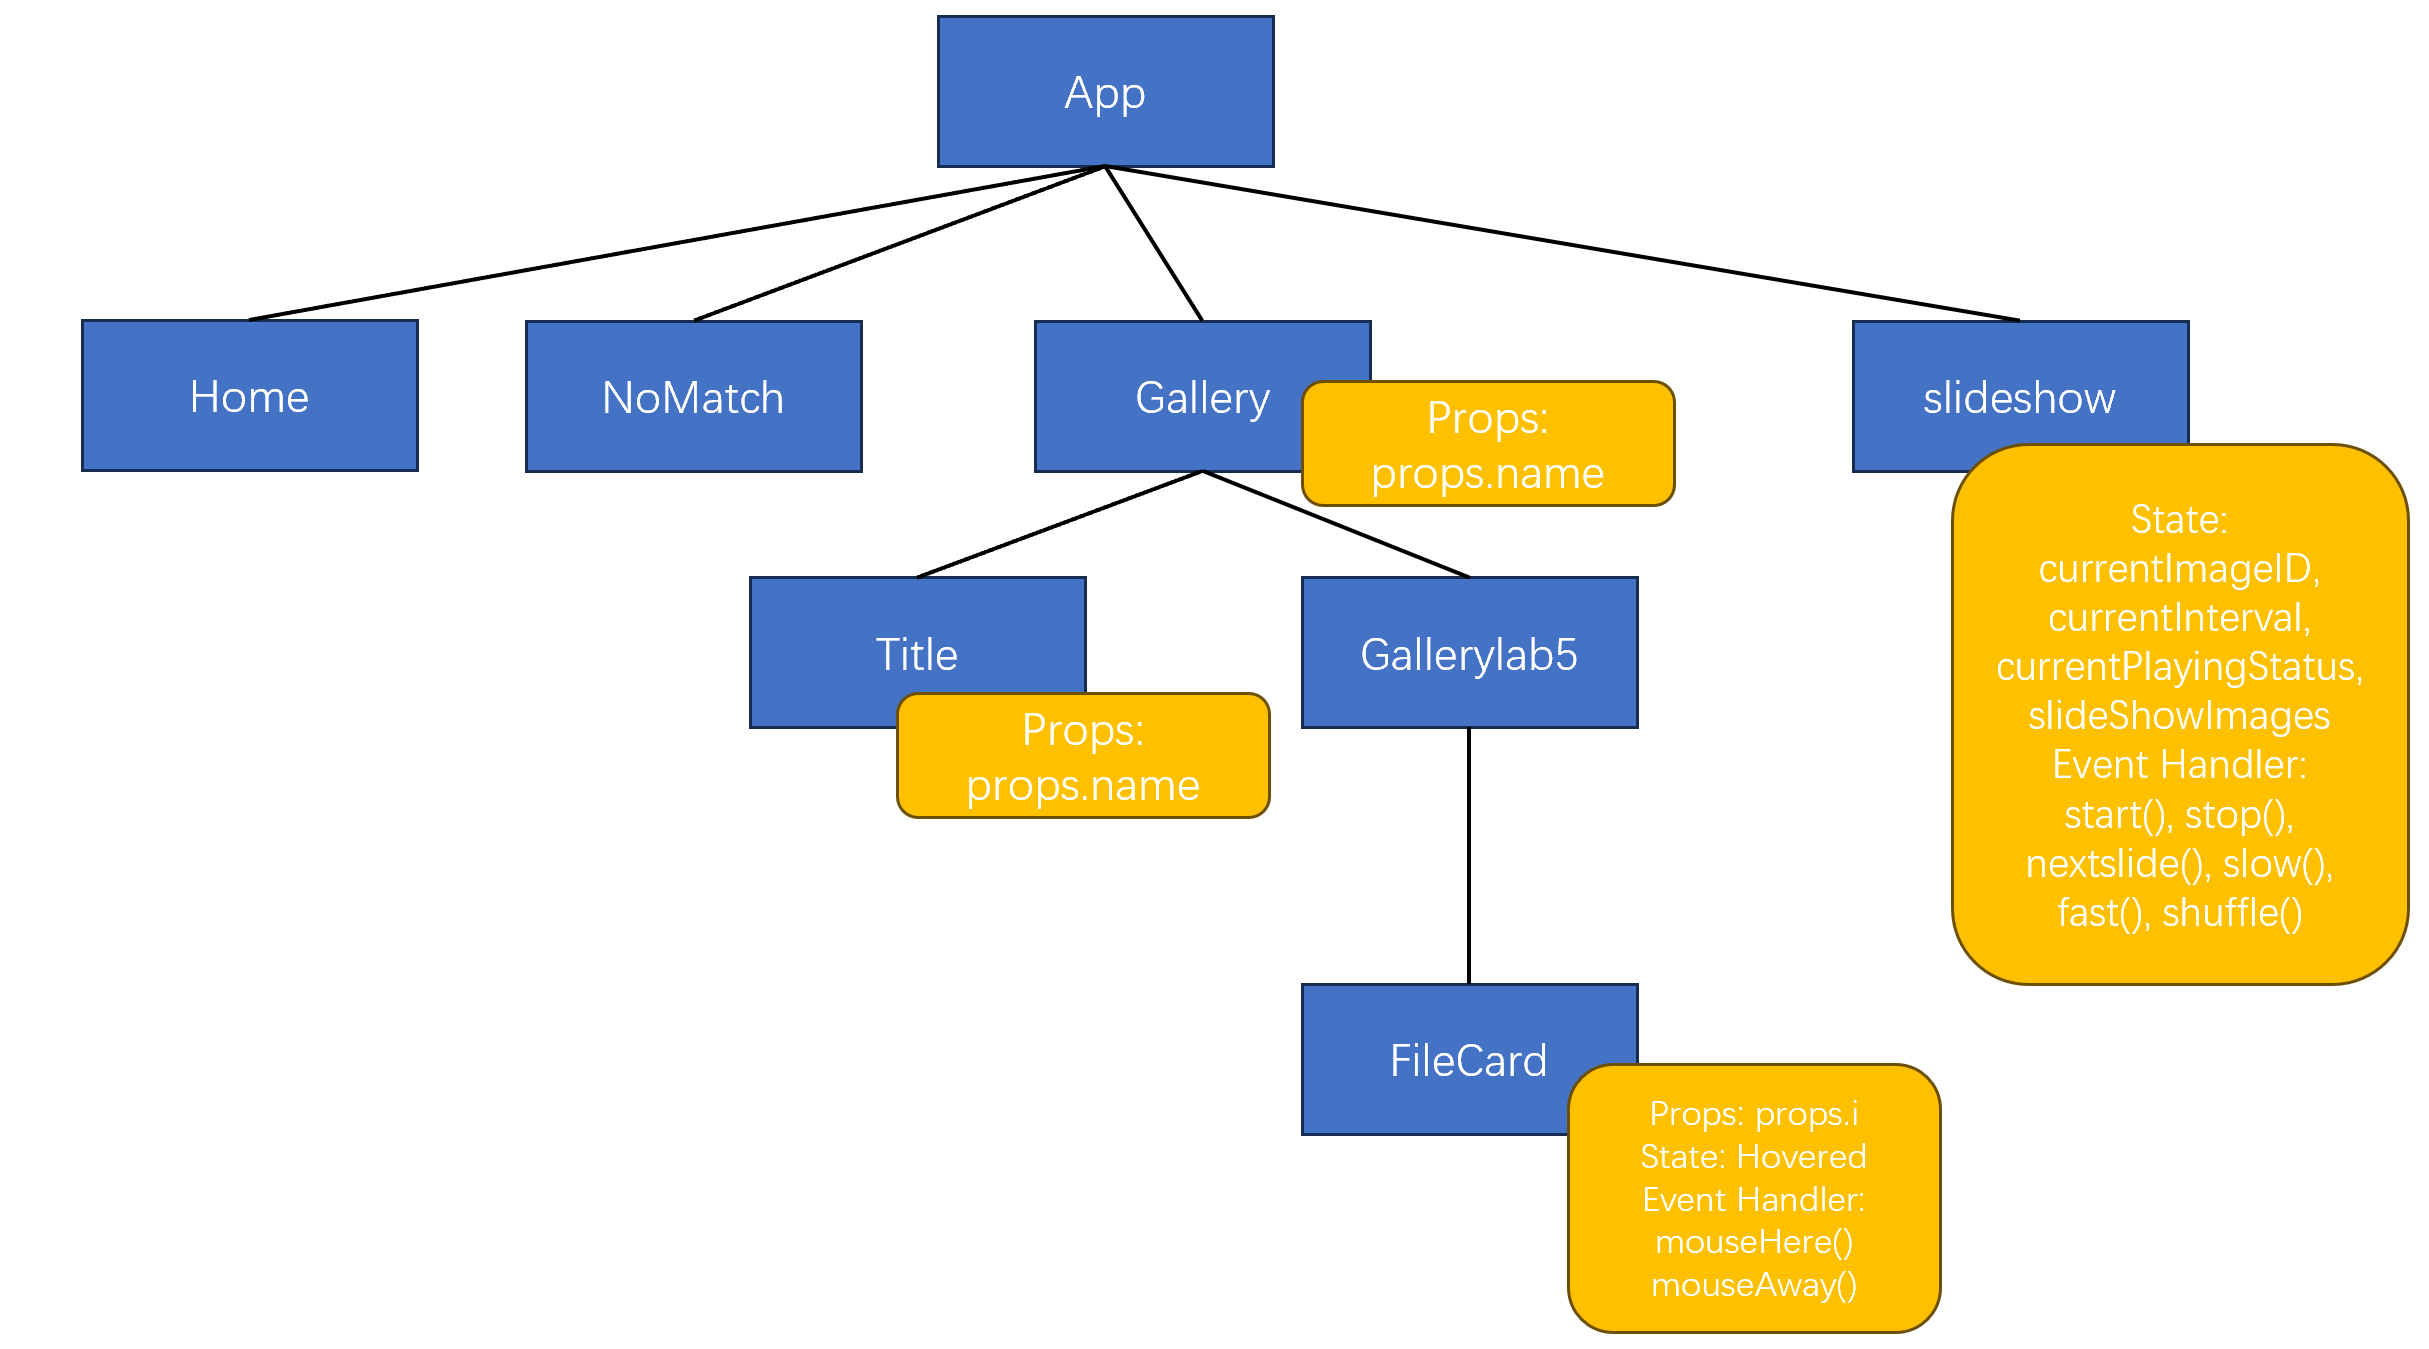 App
Home
NoMatch
Gallery
Props:
props.name
slideshow
State:
currentImageID,
currentInterval,
currentPlayingStatus,
slideShowImages
Event Handler:
start(), stop(),
nextslide(), slow(),
fast(), shuffle()
Title
Props:
props.name
Gallerylab5
FileCard
Props: props.i
State: Hovered
Event Handler:
mouseHere()
mouseAway()